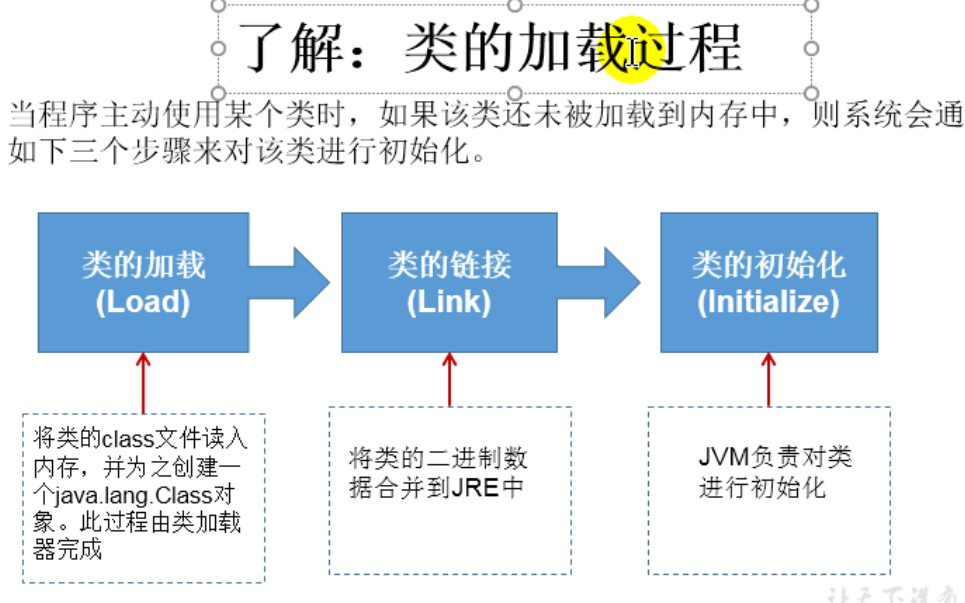 了解：类的加载过程
当程序主动使用某个类时，如果该类还未被加载到内存中，则系统会通
如下三个步骤来对该类进行初始化。
类的加载
(Load)
类的链接
(Link)
类的初始化
(Initialize)
将类的class文件读入
内存，并为之创建一
个java.lang.Class对
象。此过程由类加载
器完成
将类的二进制数
据合并到JRE中
JVM负责对类
进行初始化